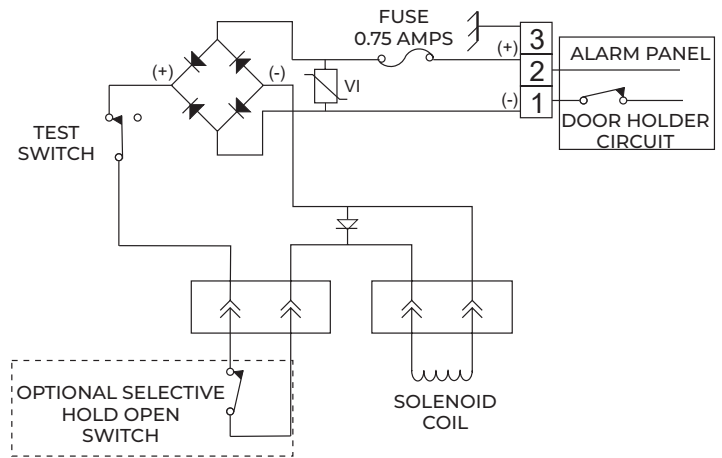 FUSE
0.75 AMPS
(+)
3
2
1
(-)
ALARM PANEL
DOOR HOLDER
CIRCUIT
(+)
(-)
VI
TEST
SWITCH
OPTIONAL SELECTIVE
HOLD OPEN
SWITCH
SOLENOID
COIL